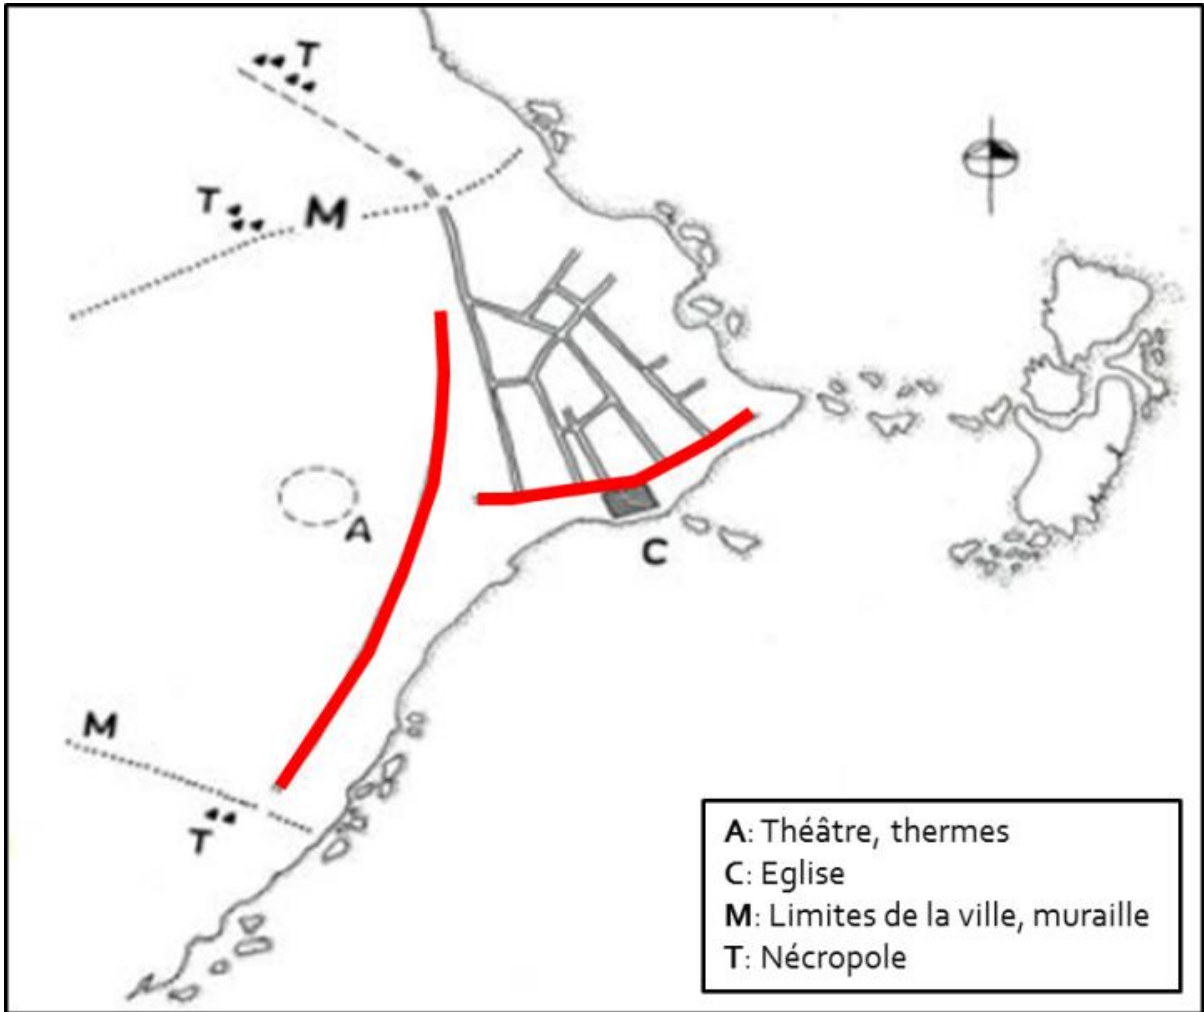 T
T
M
A
C
M
T
A: Théâtre, thermes
C: Eglise
M: Limites de la ville, muraille
T: Nécropole